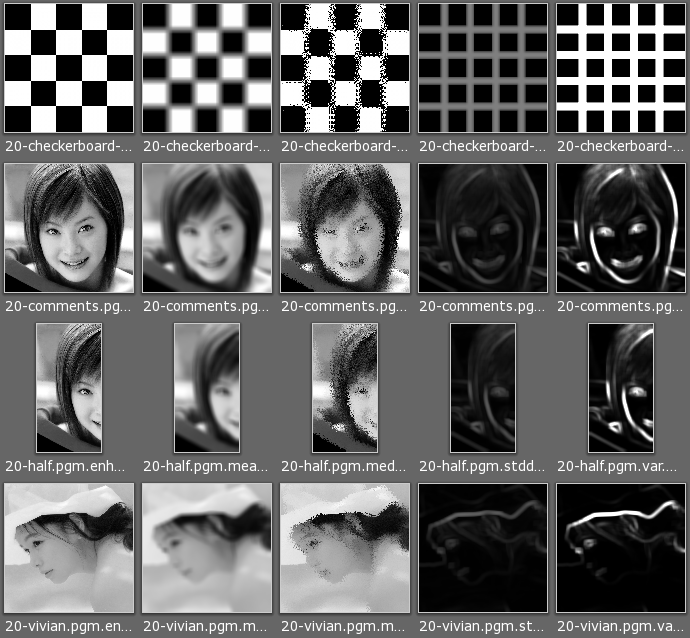 20-checkerboard-...
20-checkerboard-...
20-checkerboard-...
20-checkerboard-...
20-checkerboard-...
20-comments.pg...
20-comments.pg...
20-comments.pg...
20-comments.pg...
20-comments.pg...
20-half.pgm.enh...
20-half.pgm.mea...
20-half.pgm.med...
20-half.pgm.stdd...
20-half.pgm.var....
20-vivian.pgm.en...
20-vivian.pgm.m...
20-vivian.pgm.m...
20-vivian.pgm.st...
20-vivian.pgm.va...